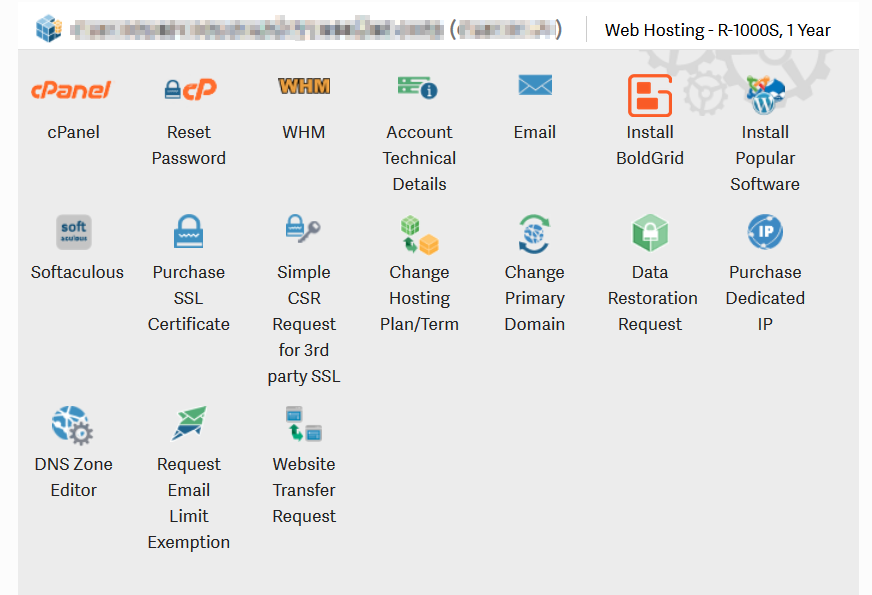 Web Hosting - R-1000S, 1 Year
cPanel
cPanel
cP
Reset
Password
WHM
WHM
Account
Technical
Details
Email
Install
BoldGrid
Install
Popular
Software
soft
aculous
Softaculous
Purchase
SSL
Certificate
Simple
CSR
Request
for 3rd
party SSL
Change
Hosting
Plan/Term
Change
Primary
Domain
Data
Restoration
Request
IP
Purchase
Dedicated
IP
DNS Zone
Editor
Request
Email
Limit
Exemption
Website
Transfer
Request